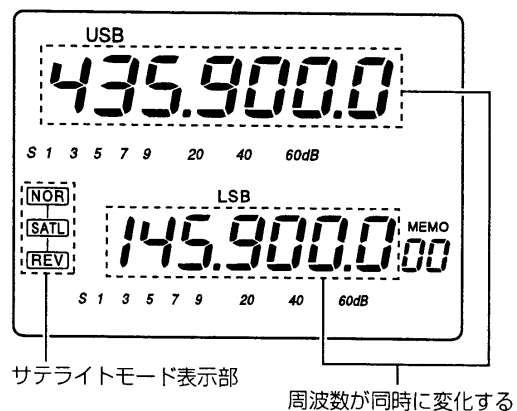 USB
435.900.0
S 1 3 5 7 9 20 40 60dB
NOR
LSB
SATL
145.900.0
MEMO
00
REV
S 1 3 5 7 9 20 40 60dB
サテライトモード表示部
周波数が同時に変化する